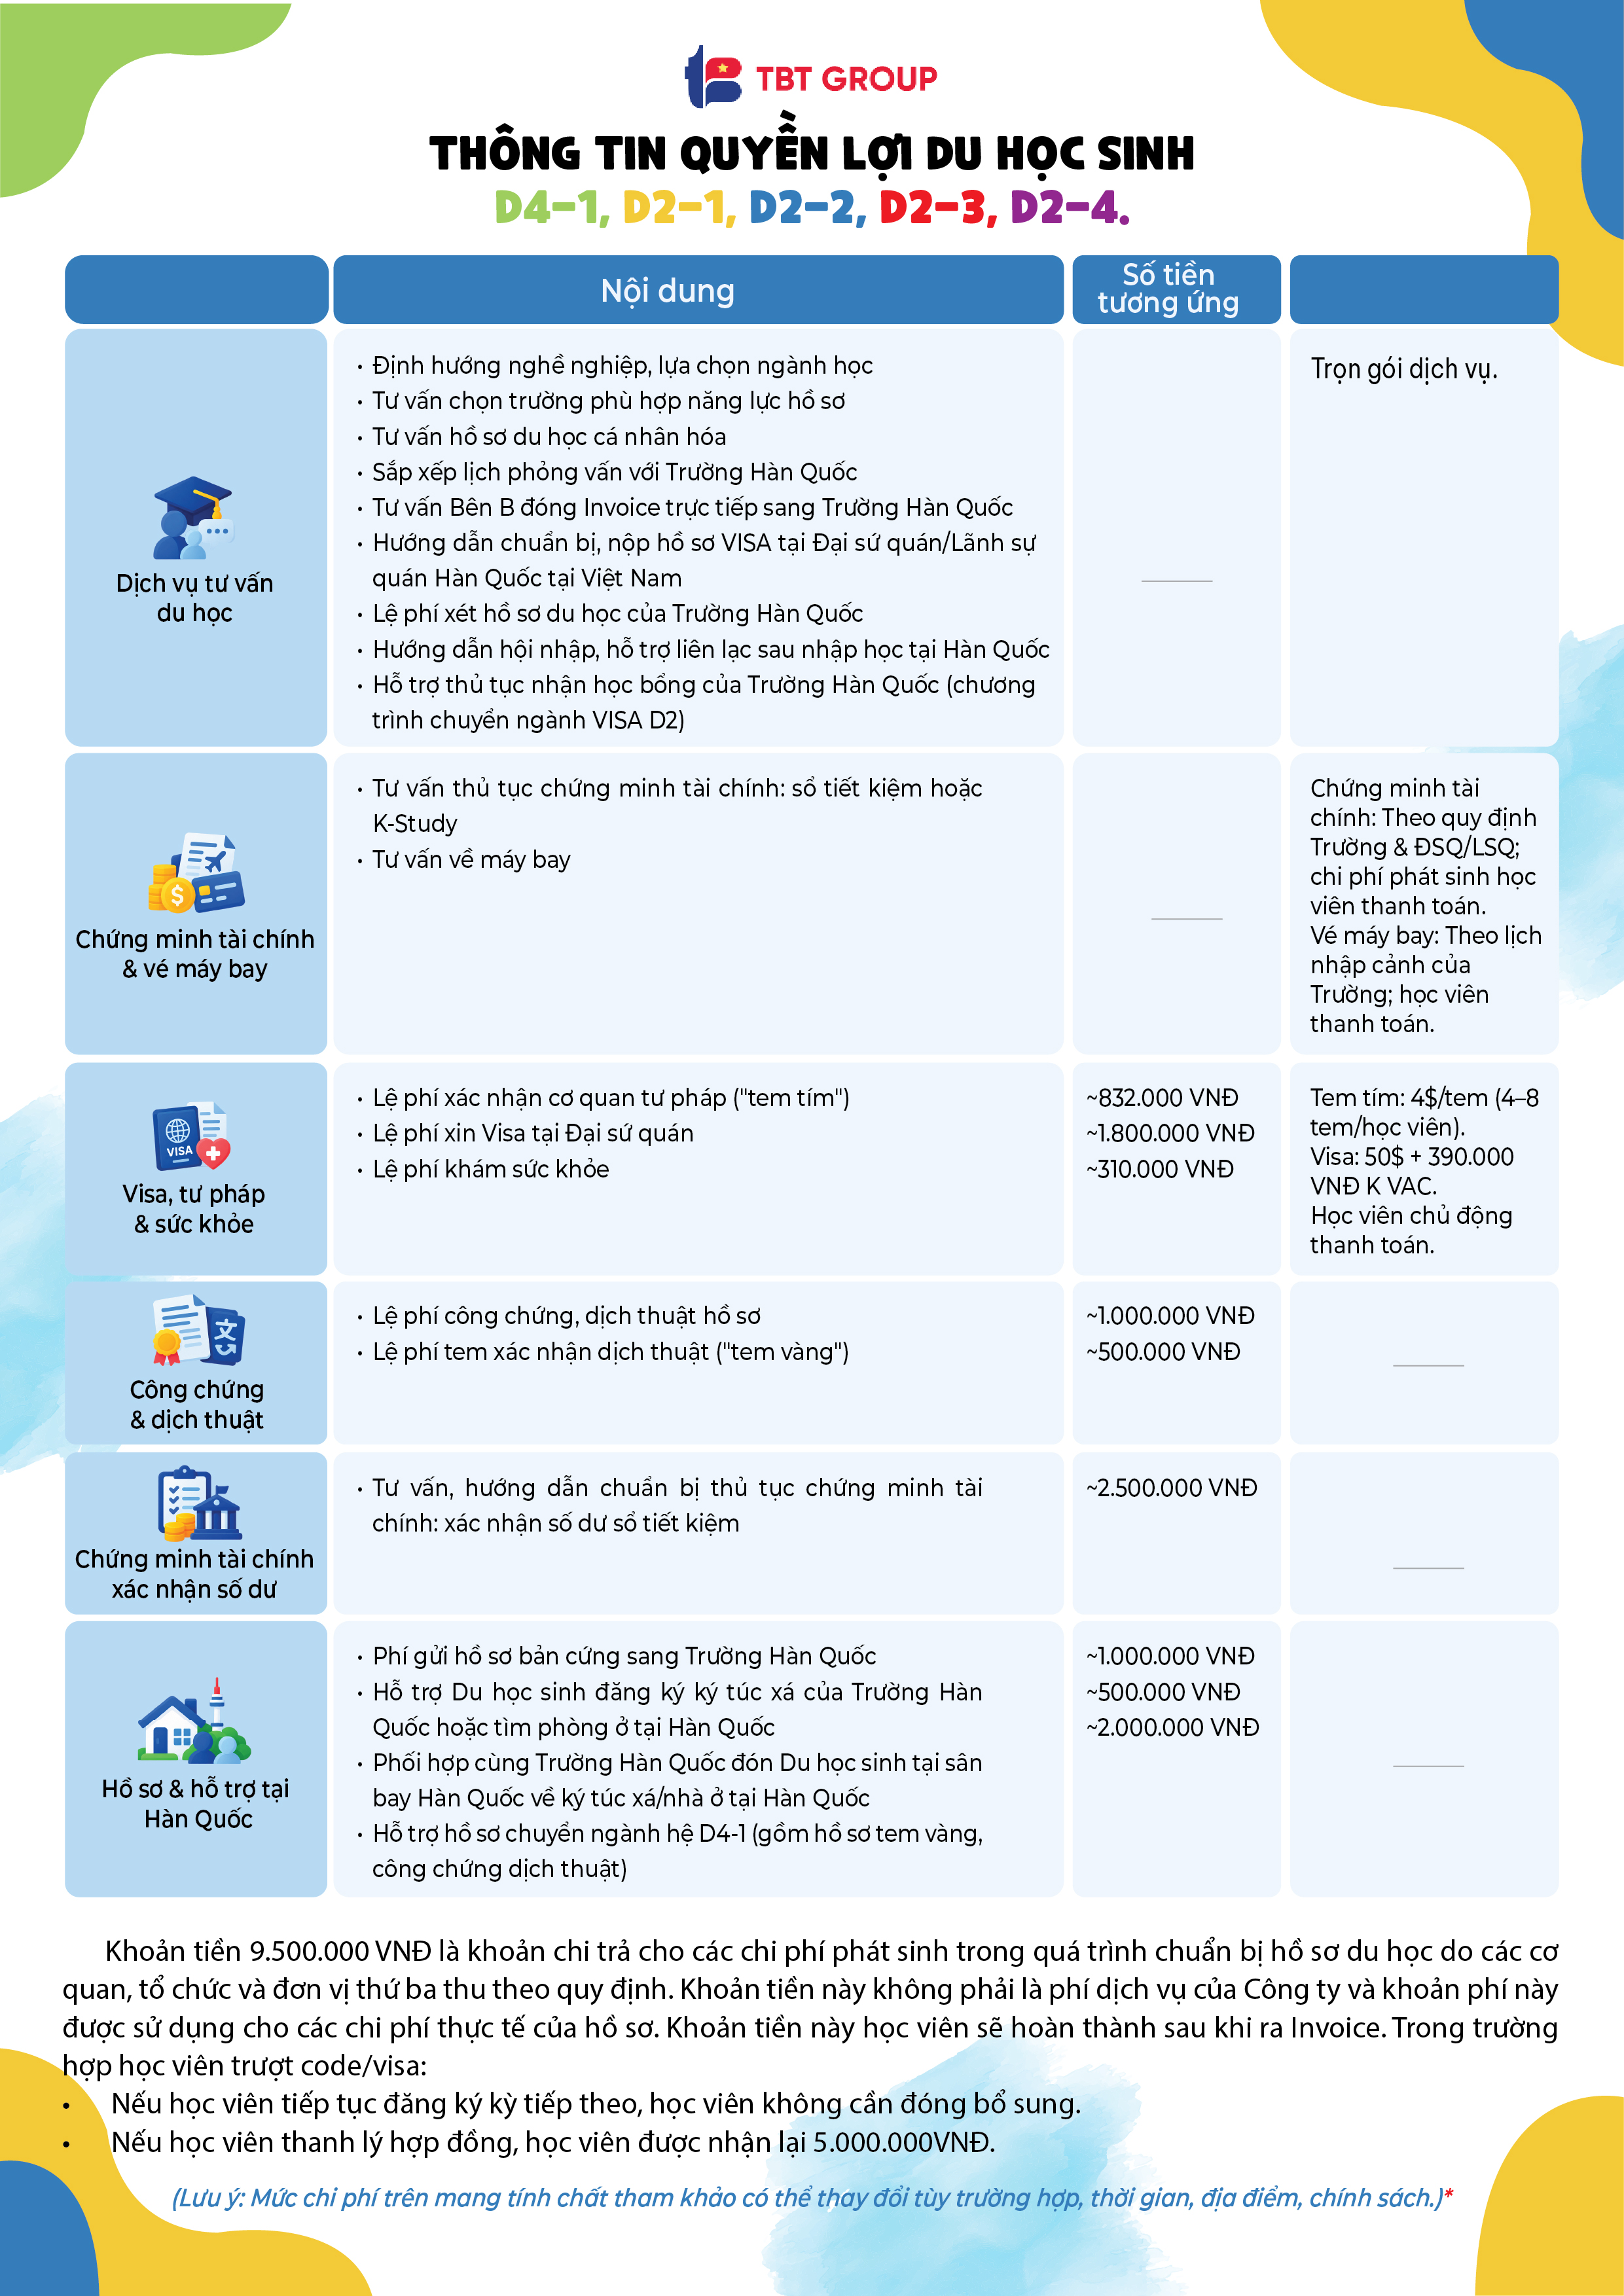 TBT GROUP
THÔNG TIN QUYỀN LỢI DU HỌC SINH
D4-1, D2-1, D2-2, D2-3, D2-4.
Nội dung
Số tiền
tương ứng
Dịch vụ tư vấn
du học
• Định hướng nghề nghiệp, lựa chọn ngành học
• Tư vấn chọn trường phù hợp năng lực hồ sơ
• Tư vấn hồ sơ du học cá nhân hóa
• Sắp xếp lịch phỏng vấn với Trường Hàn Quốc
• Tư vấn Bên B đóng Invoice trực tiếp sang Trường Hàn Quốc
• Hướng dẫn chuẩn bị, nộp hồ sơ VISA tại Đại sứ quán/Lãnh sự
quán Hàn Quốc tại Việt Nam
• Lệ phí xét hồ sơ du học của Trường Hàn Quốc
• Hướng dẫn hội nhập, hỗ trợ liên lạc sau nhập học tại Hàn Quốc
• Hỗ trợ thủ tục nhận học bổng của Trường Hàn Quốc (chương
trình chuyển ngành VISA D2)
Trọn gói dịch vụ.
Chứng minh tài chính
& vé máy bay
• Tư vấn thủ tục chứng minh tài chính: sổ tiết kiệm hoặc
K-Study
• Tư vấn về máy bay
Chứng minh tài
chính: Theo quy định
Trường & ĐSQ/LSQ;
chi phí phát sinh học
viên thanh toán.
Vé máy bay: Theo lịch
nhập cảnh của
Trường; học viên
thanh toán.
VISA
Visa, tư pháp
& sức khỏe
• Lệ phí xác nhận cơ quan tư pháp ("tem tím")
• Lệ phí xin Visa tại Đại sứ quán
• Lệ phí khám sức khỏe
~832.000 VNĐ
~1.800.000 VNĐ
~310.000 VNĐ
Tem tím: 4$/tem (4–8
tem/học viên).
Visa: 50$ + 390.000
VNĐ K VAC.
Học viên chủ động
thanh toán.
文
Công chứng
& dịch thuật
• Lệ phí công chứng, dịch thuật hồ sơ
• Lệ phí tem xác nhận dịch thuật ("tem vàng")
~1.000.000 VNĐ
~500.000 VNĐ
Chứng minh tài chính
xác nhận số dư
• Tư vấn, hướng dẫn chuẩn bị thủ tục chứng minh tài
chính: xác nhận số dư sổ tiết kiệm
~2.500.000 VNĐ
Hồ sơ & hỗ trợ tại
Hàn Quốc
• Phí gửi hồ sơ bản cứng sang Trường Hàn Quốc
• Hỗ trợ Du học sinh đăng ký ký túc xá của Trường Hàn
Quốc hoặc tìm phòng ở tại Hàn Quốc
• Phối hợp cùng Trường Hàn Quốc đón Du học sinh tại sân
bay Hàn Quốc về ký túc xá/nhà ở tại Hàn Quốc
• Hỗ trợ hồ sơ chuyển ngành hệ D4-1 (gồm hồ sơ tem vàng,
công chứng dịch thuật)
~1.000.000 VNĐ
~500.000 VNĐ
~2.000.000 VNĐ
Khoản tiền 9.500.000 VNĐ là khoản chi trả cho các chi phí phát sinh trong quá trình chuẩn bị hồ sơ du học do các cơ
quan, tổ chức và đơn vị thứ ba thu theo quy định. Khoản tiền này không phải là phí dịch vụ của Công ty và khoản phí này
được sử dụng cho các chi phí thực tế của hồ sơ. Khoản tiền này học viên sẽ hoàn thành sau khi ra Invoice. Trong trường
hợp học viên trượt code/visa:
• Nếu học viên tiếp tục đăng ký kỳ tiếp theo, học viên không cần đóng bổ sung.
• Nếu học viên thanh lý hợp đồng, học viên được nhận lại 5.000.000VNĐ.
(Lưu ý: Mức chi phí trên mang tính chất tham khảo có thể thay đổi tùy trường hợp, thời gian, địa điểm, chính sách.)*